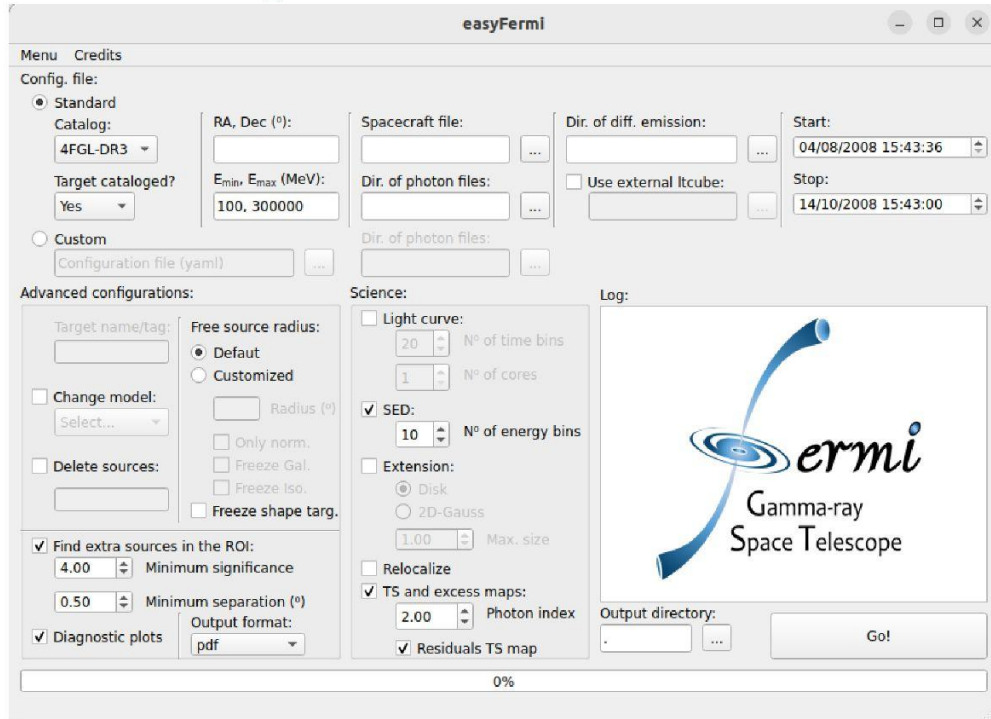 easyFermi
Menu Credits
Config. file:
Standard
Catalog:
4FGL-DR3
Target cataloged?
Yes
RA, Dec (º):
Emin, Emax (MeV):
100, 300000
Spacecraft file:
...
Dir. of photon files:
...
Dir. of diff. emission:
...
Use external ltcube:
...
Start:
04/08/2008 15:43:36
Stop:
14/10/2008 15:43:00
Custom
Configuration file (yaml)
...
Dir. of photon files:
...
Advanced configurations:
Target name/tag:
Change model:
Select...
Delete sources:
Free source radius:
Defaut
Customized
Radius (º)
Only norm.
Freeze Gal.
Freeze Iso.
Freeze shape targ.
Find extra sources in the ROI:
4.00 Minimum significance
0.50 Minimum separation (º)
Diagnostic plots
Output format:
pdf
Science:
Light curve:
20 Nº of time bins
1 Nº of cores
SED:
10 Nº of energy bins
Extension:
Disk
2D-Gauss
1.00 Max. size
Relocalize
TS and excess maps:
2.00 Photon index
Residuals TS map
Log:
Fermi
Gamma-ray
Space Telescope
Output directory:
.
...
Go!
0%